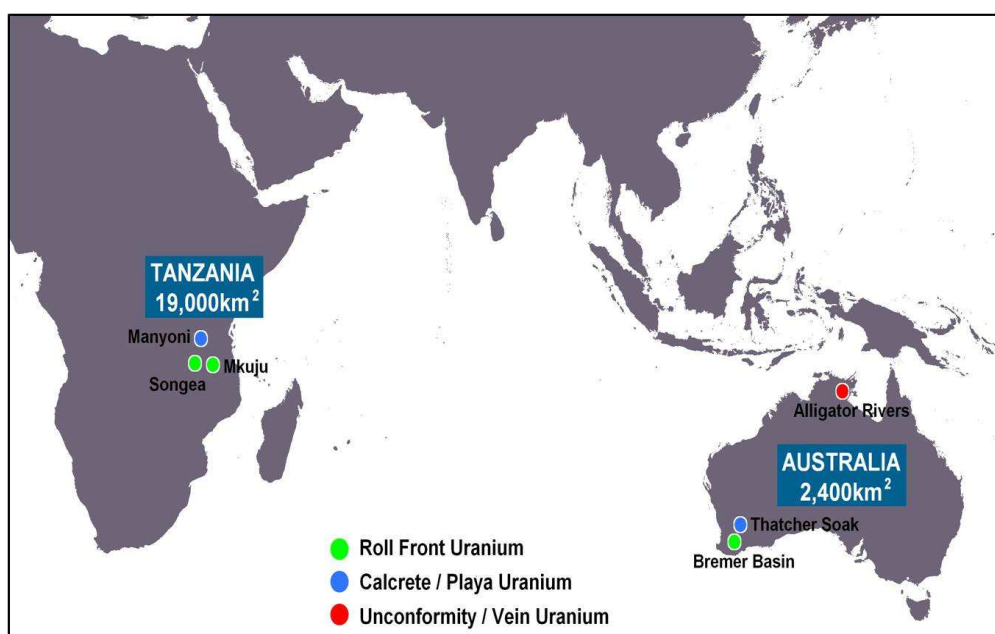 TANZANIA
19,000km²
Manyoni
Mkuju
Songea
Alligator Rivers
AUSTRALIA
2,400km²
Thatcher Soak
Bremer Basin
Roll Front Uranium
Calcrete / Playa Uranium
Unconformity / Vein Uranium